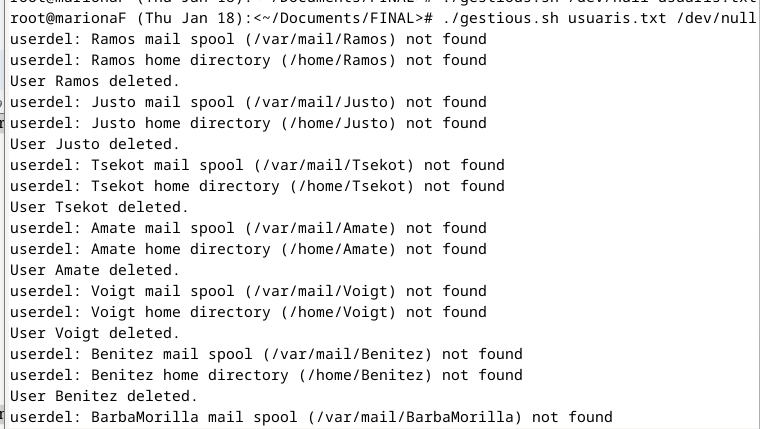 root@marionaF (Thu Jan 18):<~/Documents/FINAL># ./gestious.sh /dev/null usuaris.txt
root@marionaF (Thu Jan 18):<~/Documents/FINAL># ./gestious.sh usuaris.txt /dev/null
userdel: Ramos mail spool (/var/mail/Ramos) not found
userdel: Ramos home directory (/home/Ramos) not found
User Ramos deleted.
userdel: Justo mail spool (/var/mail/Justo) not found
userdel: Justo home directory (/home/Justo) not found
User Justo deleted.
userdel: Tsekot mail spool (/var/mail/Tsekot) not found
userdel: Tsekot home directory (/home/Tsekot) not found
User Tsekot deleted.
userdel: Amate mail spool (/var/mail/Amate) not found
userdel: Amate home directory (/home/Amate) not found
User Amate deleted.
userdel: Voigt mail spool (/var/mail/Voigt) not found
userdel: Voigt home directory (/home/Voigt) not found
User Voigt deleted.
userdel: Benitez mail spool (/var/mail/Benitez) not found
userdel: Benitez home directory (/home/Benitez) not found
User Benitez deleted.
userdel: BarbaMorilla mail spool (/var/mail/BarbaMorilla) not found